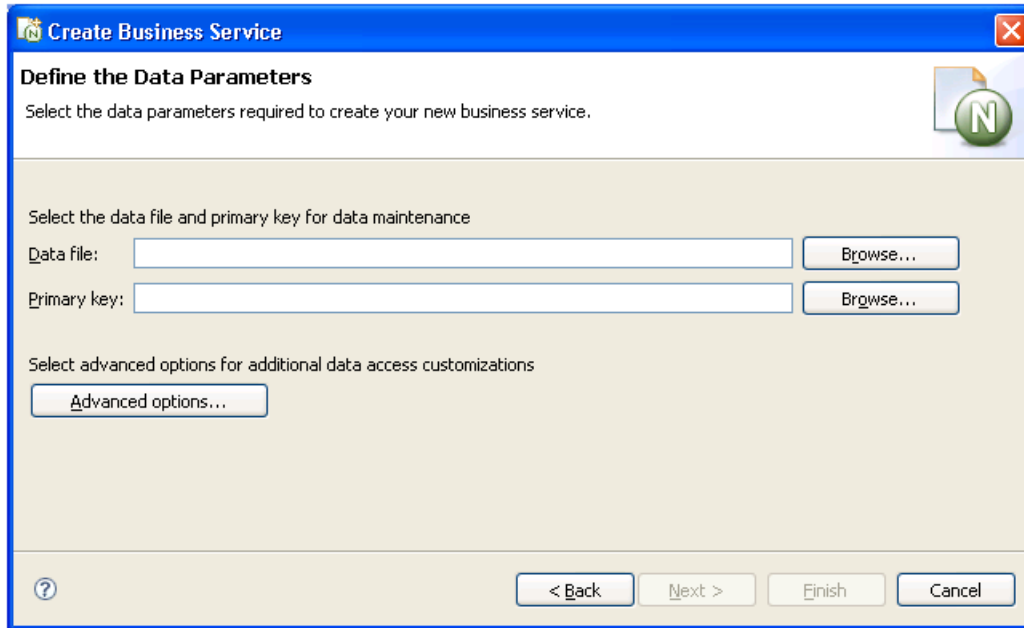 Create Business Service
Define the Data Parameters
Select the data parameters required to create your new business service.
N
Select the data file and primary key for data maintenance
Data file: Browse...
Primary key: Browse...
Select advanced options for additional data access customizations
Advanced options...
? < Back Next > Finish Cancel